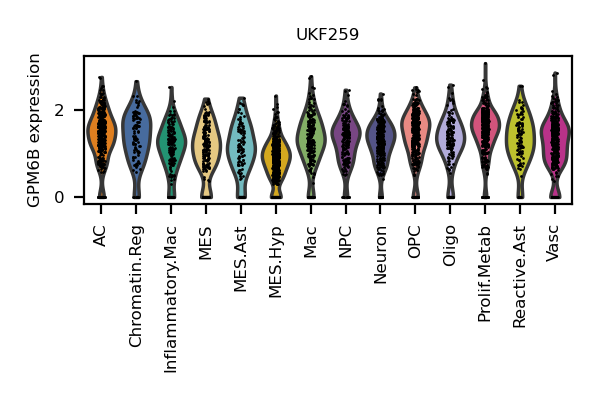 UKF259
GPM6B expression
2
0
AC
Chromatin.Reg
Inflammatory.Mac
MES
MES.Ast
MES.Hyp
Mac
NPC
Neuron
OPC
Oligo
Prolif.Metab
Reactive.Ast
Vasc